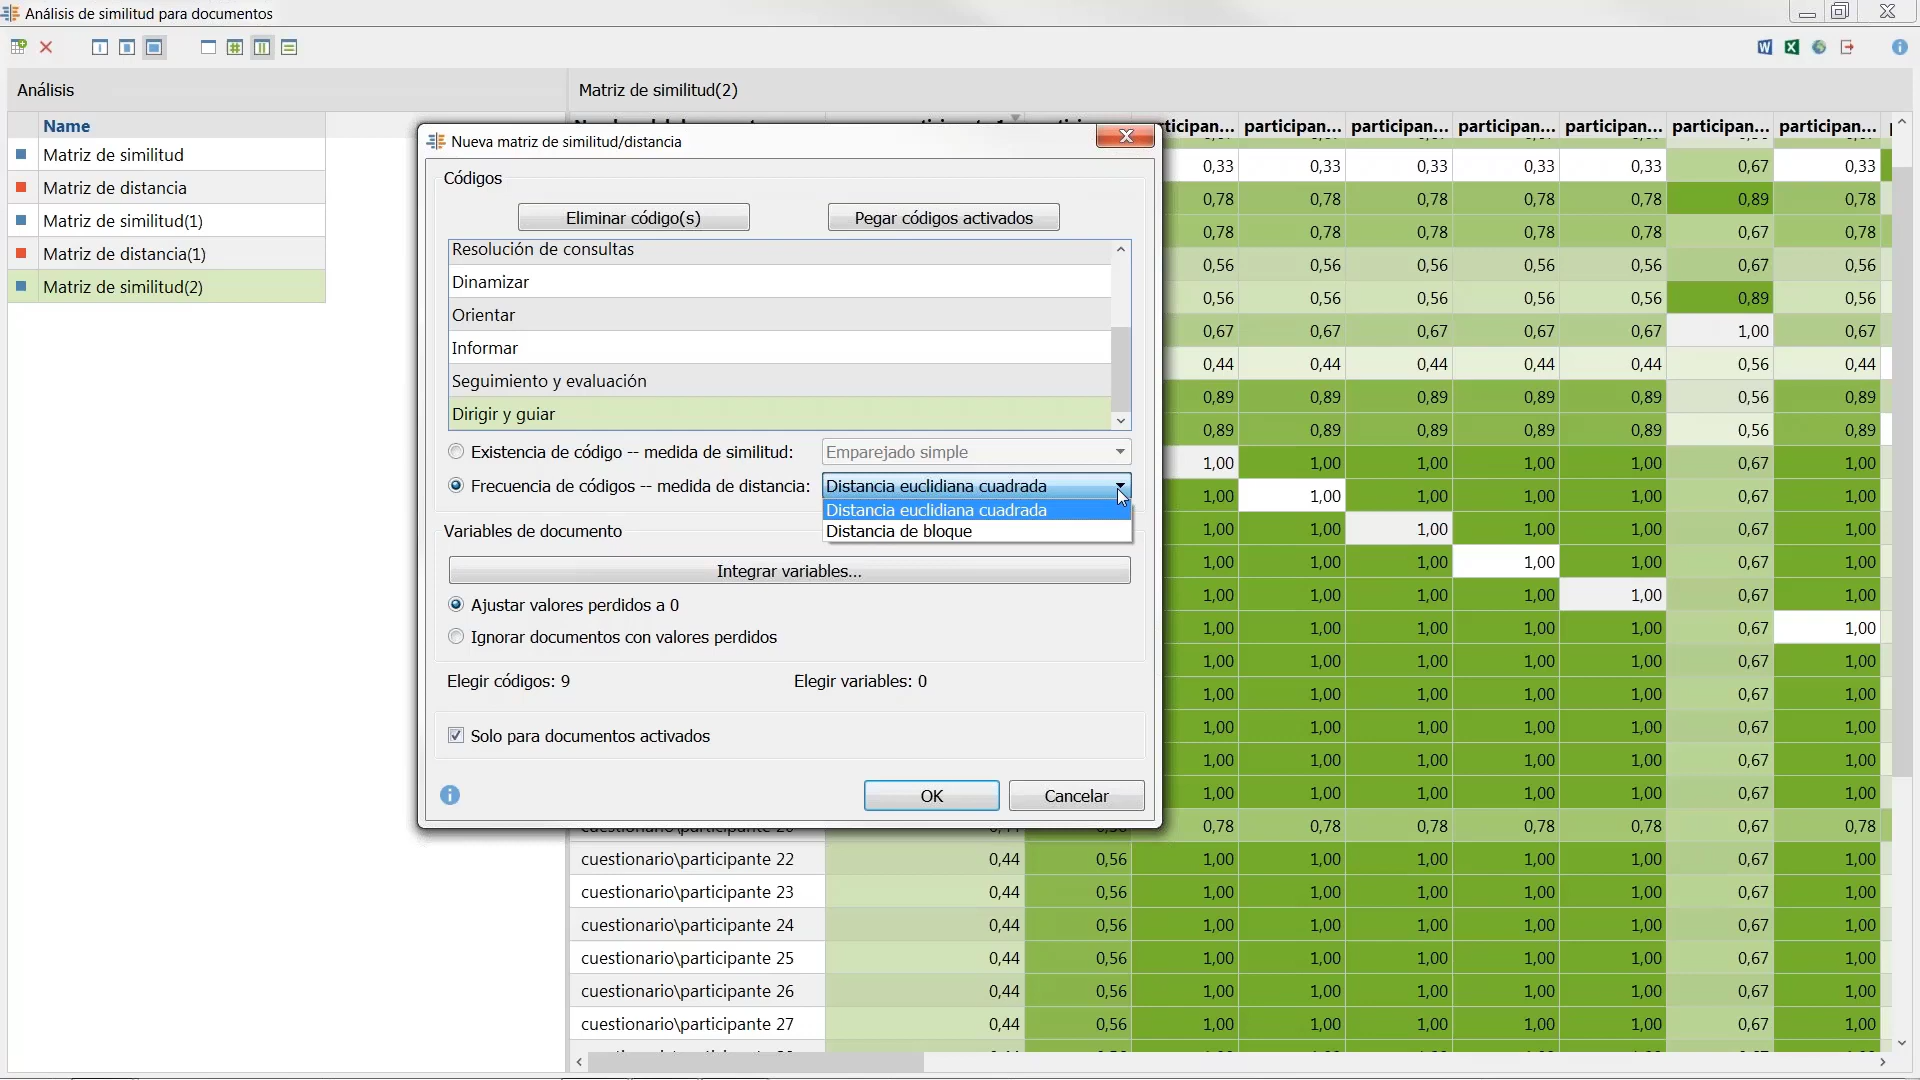 Análisis de similitud para documentos
Análisis
Matriz de similitud(2)
Name
Matriz de similitud
Matriz de distancia
Matriz de similitud(1)
Matriz de distancia(1)
Matriz de similitud(2)
ticipan... participan... participan... participan... participan... participan... participan...
0,33 0,33 0,33 0,33 0,33 0,67 0,33
0,78 0,78 0,78 0,78 0,78 0,89 0,78
0,78 0,78 0,78 0,78 0,78 0,67 0,78
0,56 0,56 0,56 0,56 0,56 0,67 0,56
0,56 0,56 0,56 0,56 0,56 0,89 0,56
0,67 0,67 0,67 0,67 0,67 1,00 0,67
0,44 0,44 0,44 0,44 0,44 0,56 0,44
0,89 0,89 0,89 0,89 0,89 0,56 0,89
0,89 0,89 0,89 0,89 0,89 0,56 0,89
1,00 1,00 1,00 1,00 1,00 0,67 1,00
1,00 1,00 1,00 1,00 1,00 0,67 1,00
1,00 1,00 1,00 1,00 1,00 0,67 1,00
1,00 1,00 1,00 1,00 1,00 0,67 1,00
1,00 1,00 1,00 1,00 1,00 0,67 1,00
1,00 1,00 1,00 1,00 1,00 0,67 1,00
1,00 1,00 1,00 1,00 1,00 0,67 1,00
1,00 1,00 1,00 1,00 1,00 0,67 1,00
1,00 1,00 1,00 1,00 1,00 0,67 1,00
1,00 1,00 1,00 1,00 1,00 0,67 1,00
1,00 1,00 1,00 1,00 1,00 0,67 1,00
0,78 0,78 0,78 0,78 0,78 0,67 0,78
cuestionario\participante 22 0,44 0,56 1,00 1,00 1,00 1,00 1,00 0,67 1,00
cuestionario\participante 23 0,44 0,56 1,00 1,00 1,00 1,00 1,00 0,67 1,00
cuestionario\participante 24 0,44 0,56 1,00 1,00 1,00 1,00 1,00 0,67 1,00
cuestionario\participante 25 0,44 0,56 1,00 1,00 1,00 1,00 1,00 0,67 1,00
cuestionario\participante 26 0,44 0,56 1,00 1,00 1,00 1,00 1,00 0,67 1,00
cuestionario\participante 27 0,44 0,56 1,00 1,00 1,00 1,00 1,00 0,67 1,00
Nueva matriz de similitud/distancia
Códigos
Eliminar código(s) Pegar códigos activados
Resolución de consultas
Dinamizar
Orientar
Informar
Seguimiento y evaluación
Dirigir y guiar
Existencia de código -- medida de similitud: Emparejado simple
Frecuencia de códigos -- medida de distancia: Distancia euclidiana cuadrada
Distancia euclidiana cuadrada
Distancia de bloque
Variables de documento
Integrar variables...
Ajustar valores perdidos a 0
Ignorar documentos con valores perdidos
Elegir códigos: 9 Elegir variables: 0
Solo para documentos activados
OK Cancelar